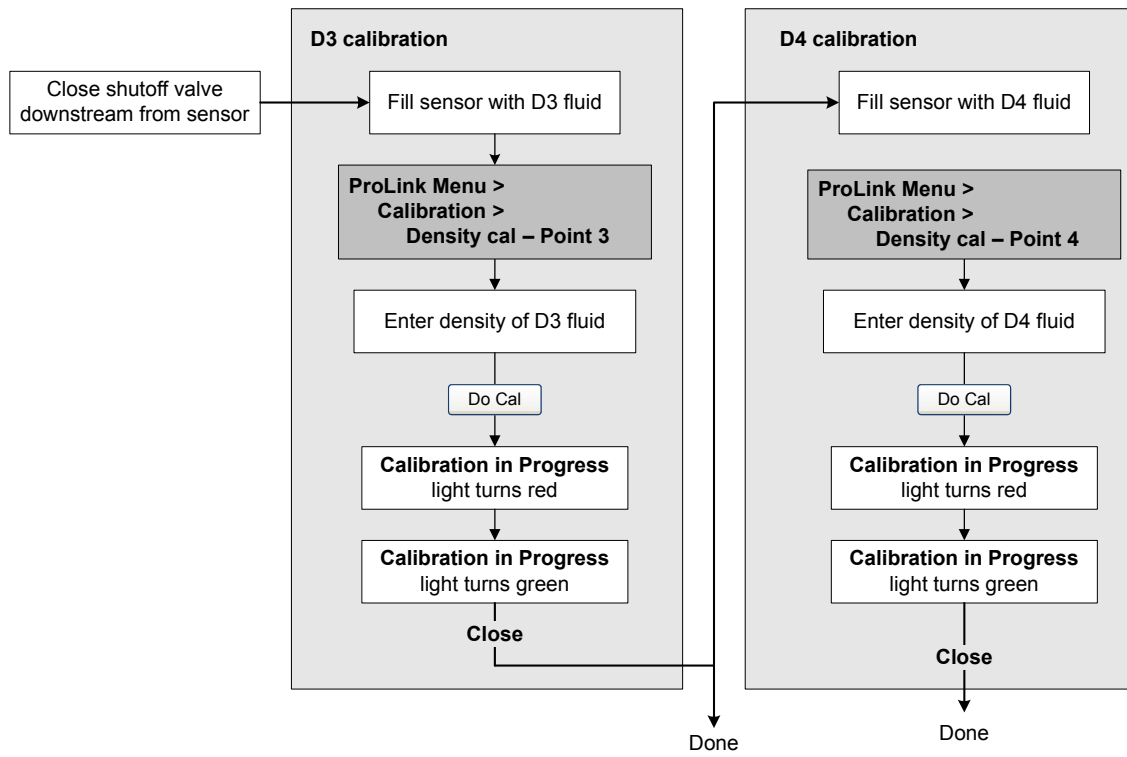 Close shutoff valve
downstream from sensor
D3 calibration
Fill sensor with D3 fluid
ProLink Menu >
Calibration >
Density cal – Point 3
Enter density of D3 fluid
Do Cal
Calibration in Progress
light turns red
Calibration in Progress
light turns green
Close
Done
D4 calibration
Fill sensor with D4 fluid
ProLink Menu >
Calibration >
Density cal – Point 4
Enter density of D4 fluid
Do Cal
Calibration in Progress
light turns red
Calibration in Progress
light turns green
Close
Done